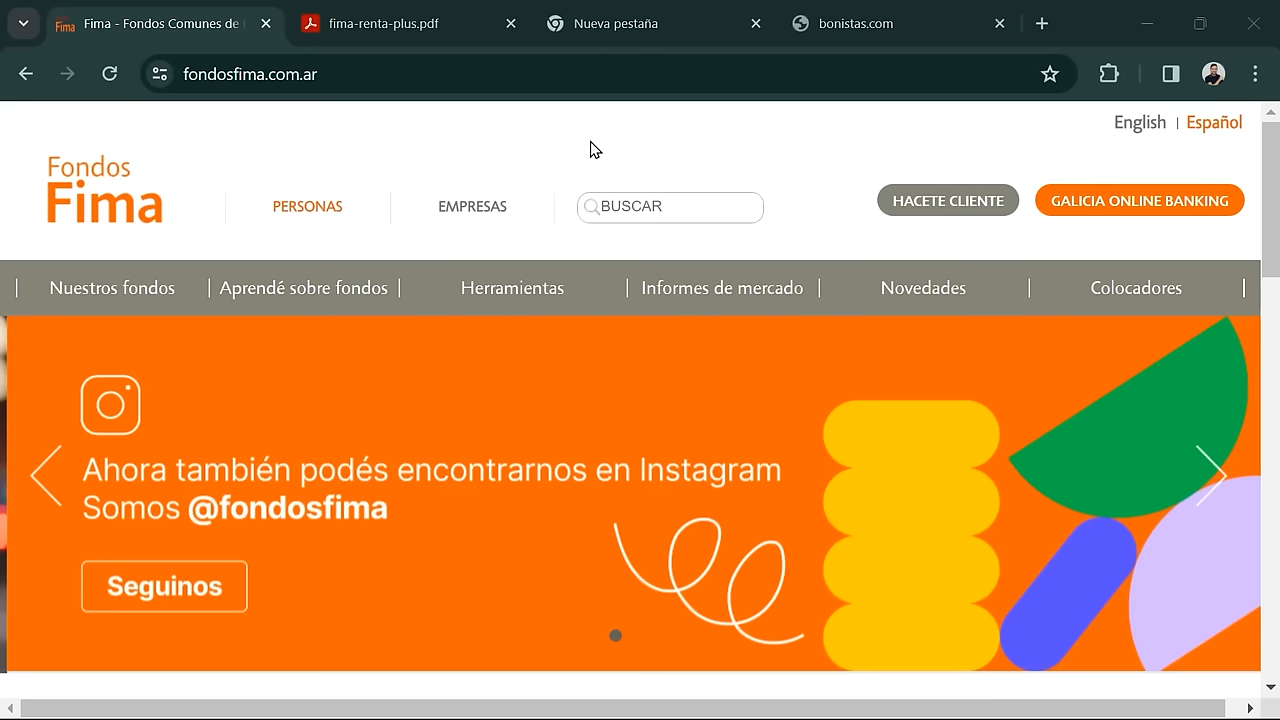 Fima - Fondos Comunes de
fima-renta-plus.pdf
Nueva pestaña
bonistas.com
fondosfima.com.ar
English | Español
Fondos
Fima
PERSONAS
EMPRESAS
BUSCAR
HACETE CLIENTE
GALICIA ONLINE BANKING
Nuestros fondos
Aprendé sobre fondos
Herramientas
Informes de mercado
Novedades
Colocadores
Ahora también podés encontrarnos en Instagram
Somos @fondosfima
Seguinos